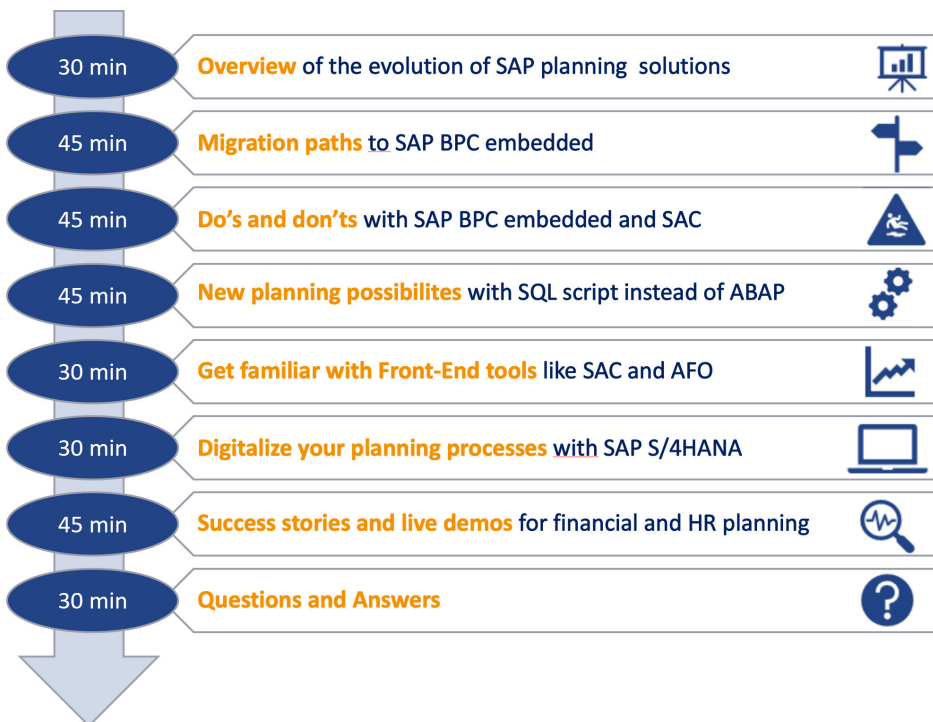 30 min
Overview of the evolution of SAP planning solutions
45 min
Migration paths to SAP BPC embedded
45 min
Do’s and don’ts with SAP BPC embedded and SAC
45 min
New planning possibilites with SQL script instead of ABAP
30 min
Get familiar with Front-End tools like SAC and AFO
30 min
Digitalize your planning processes with SAP S/4HANA
45 min
Success stories and live demos for financial and HR planning
30 min
Questions and Answers
?